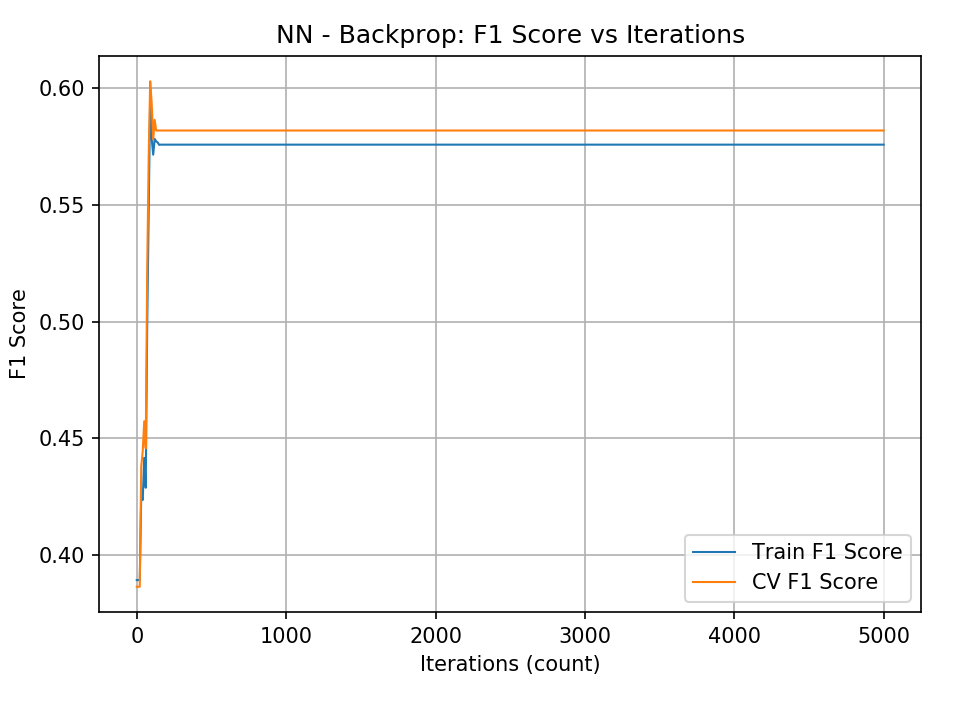 NN - Backprop: F1 Score vs Iterations
0.60
0.55
0.50
0.45
0.40
F1 Score
Train F1 Score
CV F1 Score
0 1000 2000 3000 4000 5000
Iterations (count)